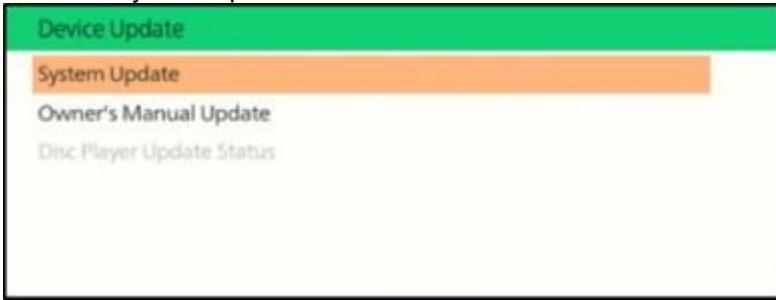 Device Update
System Update
Owner's Manual Update
Disc Player Update Status